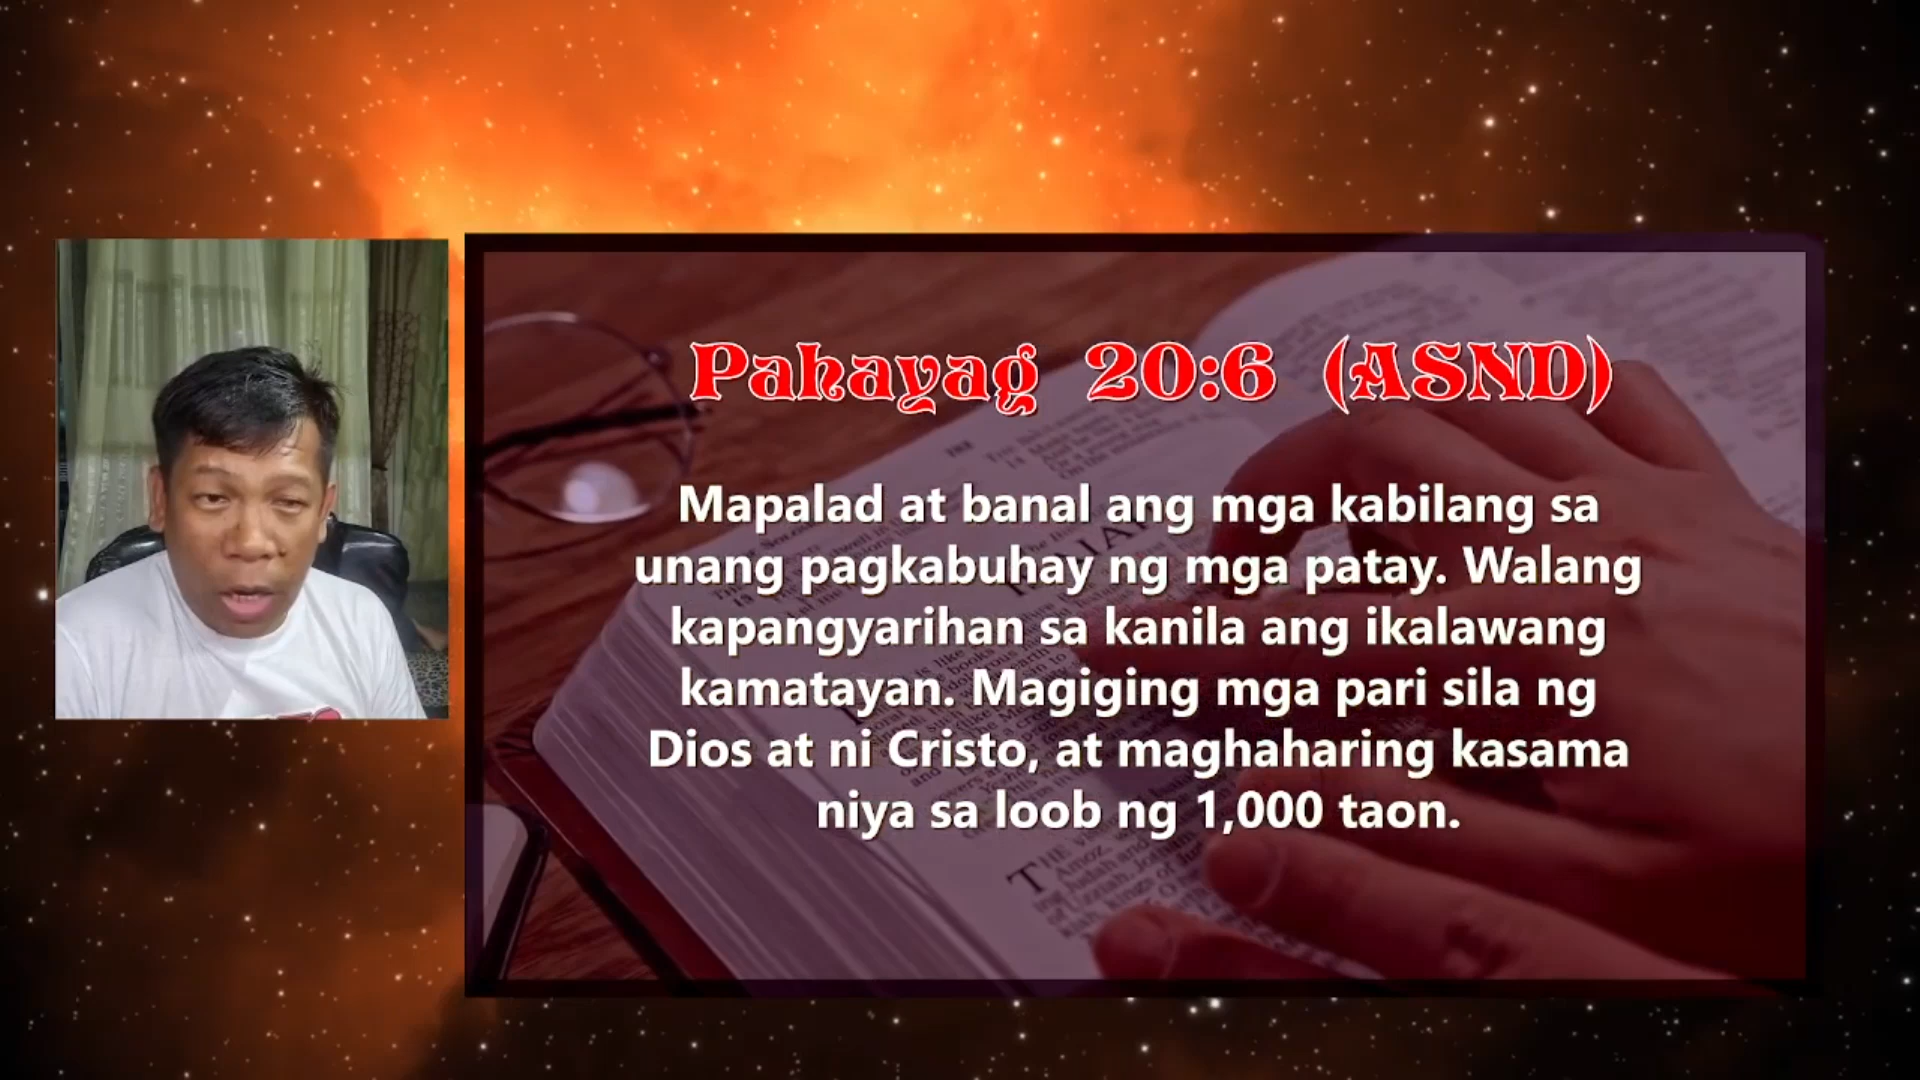 Pahayag 20:6 (ASND)
Mapalad at banal ang mga kabilang sa
unang pagkabuhay ng mga patay. Walang
kapangyarihan sa kanila ang ikalawang
kamatayan. Magiging mga pari sila ng
Dios at ni Cristo, at maghaharing kasama
niya sa loob ng 1,000 taon.